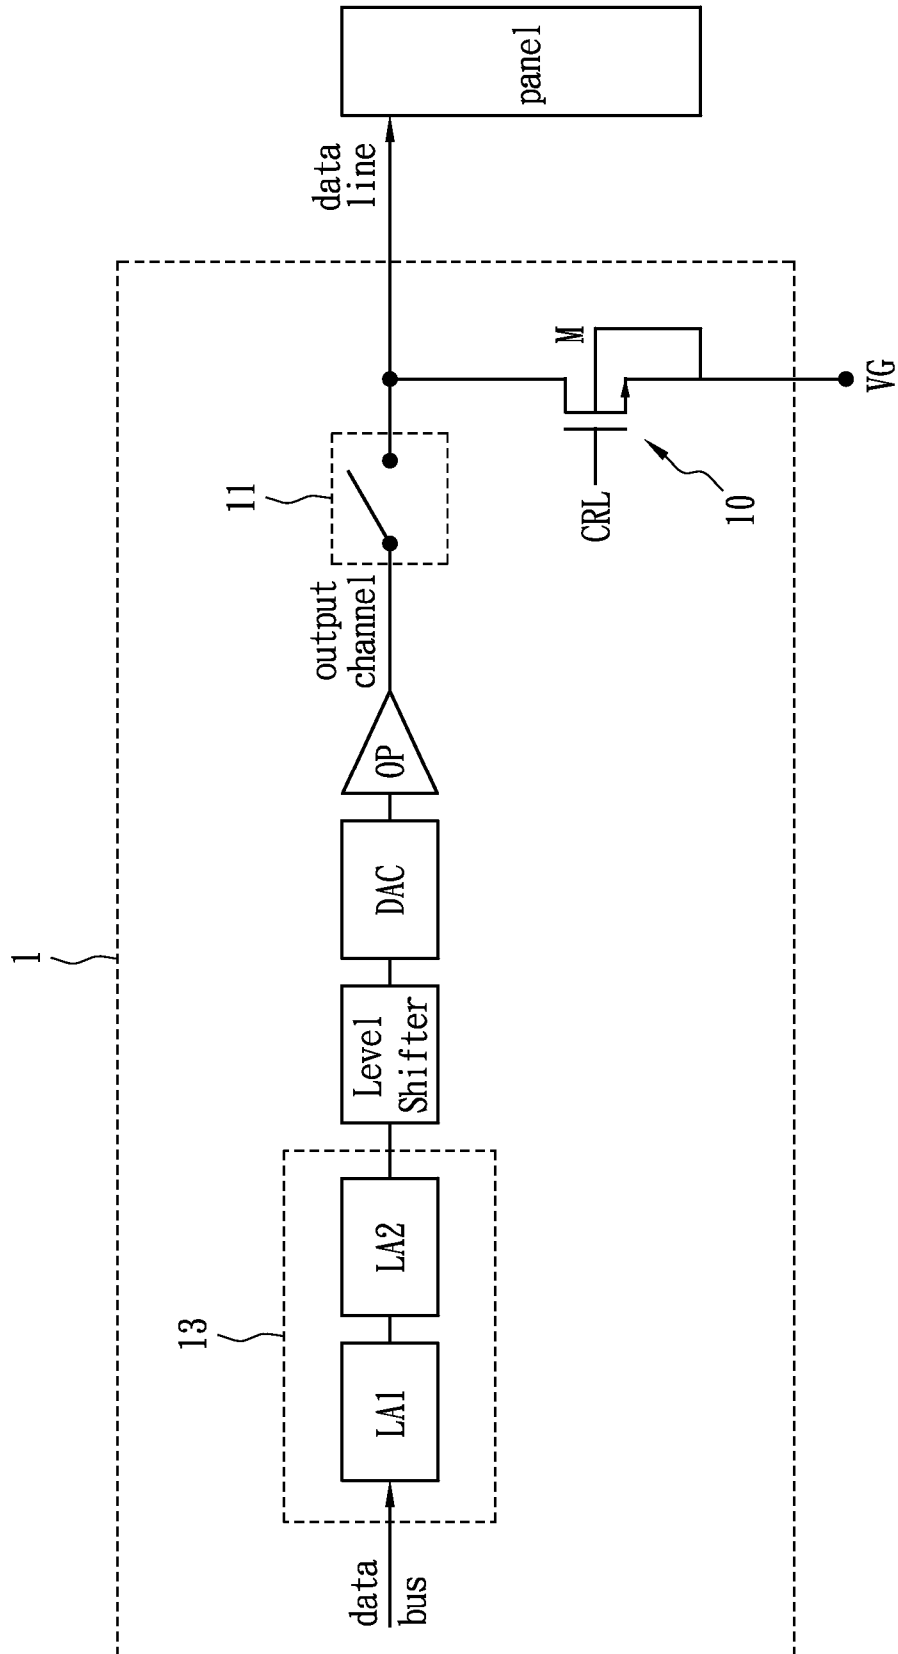 1
13
data
bus
LA1
LA2
Level
Shifter
DAC
OP
output
channel
11
data
line
panel
CRL
M
10
VG